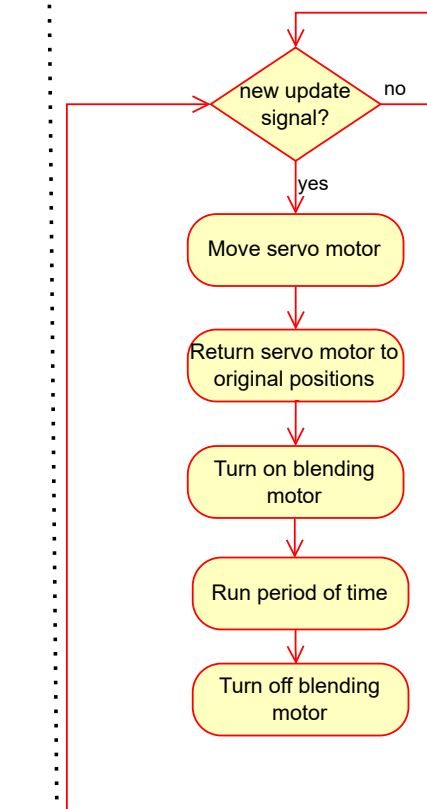 new update
signal?
no
yes
Move servo motor
Return servo motor to
original positions
Turn on blending
motor
Run period of time
Turn off blending
motor